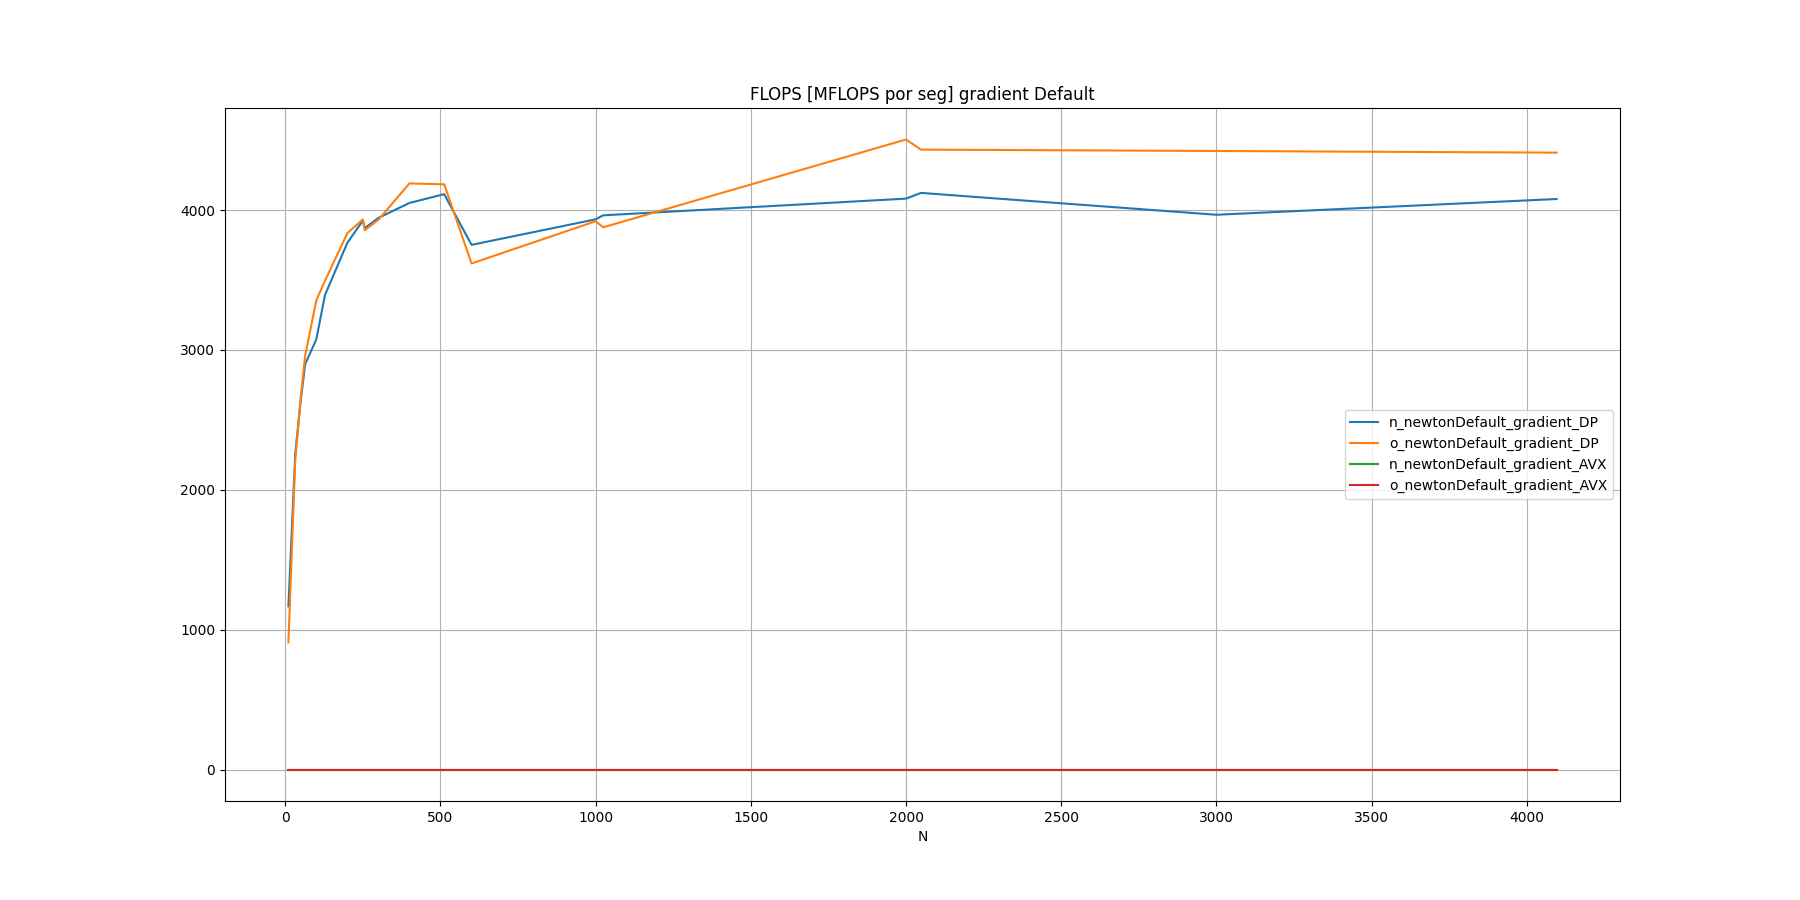 FLOPS [MFLOPS por seg] gradient Default
4000
3000
2000
1000
0
n_newtonDefault_gradient_DP
o_newtonDefault_gradient_DP
n_newtonDefault_gradient_AVX
o_newtonDefault_gradient_AVX
0 500 1000 1500 2000 2500 3000 3500 4000
N